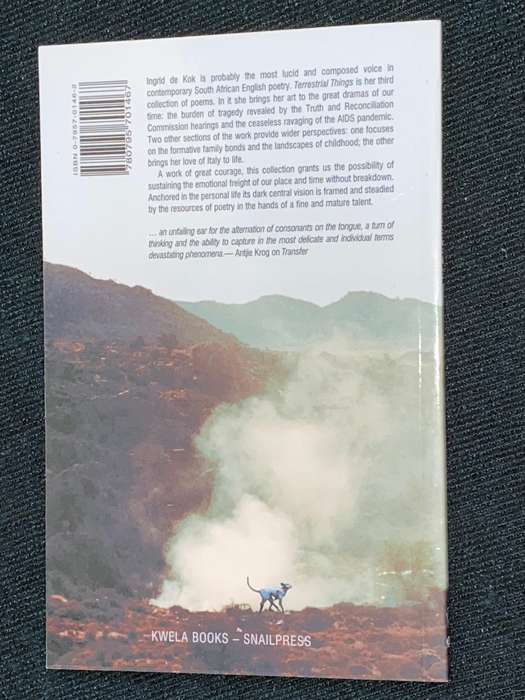 Ingrid de Kok is probably the most lucid and composed voice in
contemporary South African English poetry. Terrestrial Things is her third
collection of poems. In it she brings her art to the great dramas of our
time: the burden of tragedy revealed by the Truth and Reconciliation
Commission hearings and the ceaseless ravaging of the AIDS pandemic.
Two other sections of the work provide wider perspectives: one focuses
on the formative family bonds and the landscapes of childhood; the other
brings her love of Italy to life.
A work of great courage, this collection grants us the possibility of
sustaining the emotional freight of our place and time without breakdown.
Anchored in the personal life its dark central vision is framed and steadied
by the resources of poetry in the hands of a fine and mature talent.
... an unfailing ear for the alternation of consonants on the tongue, a turn of
thinking and the ability to capture in the most delicate and individual terms
devastating phenomena.— Antjie Krog on Transfer
ISBN 0-7957-0146-2
9780795701467
KWELA BOOKS – SNAILPRESS